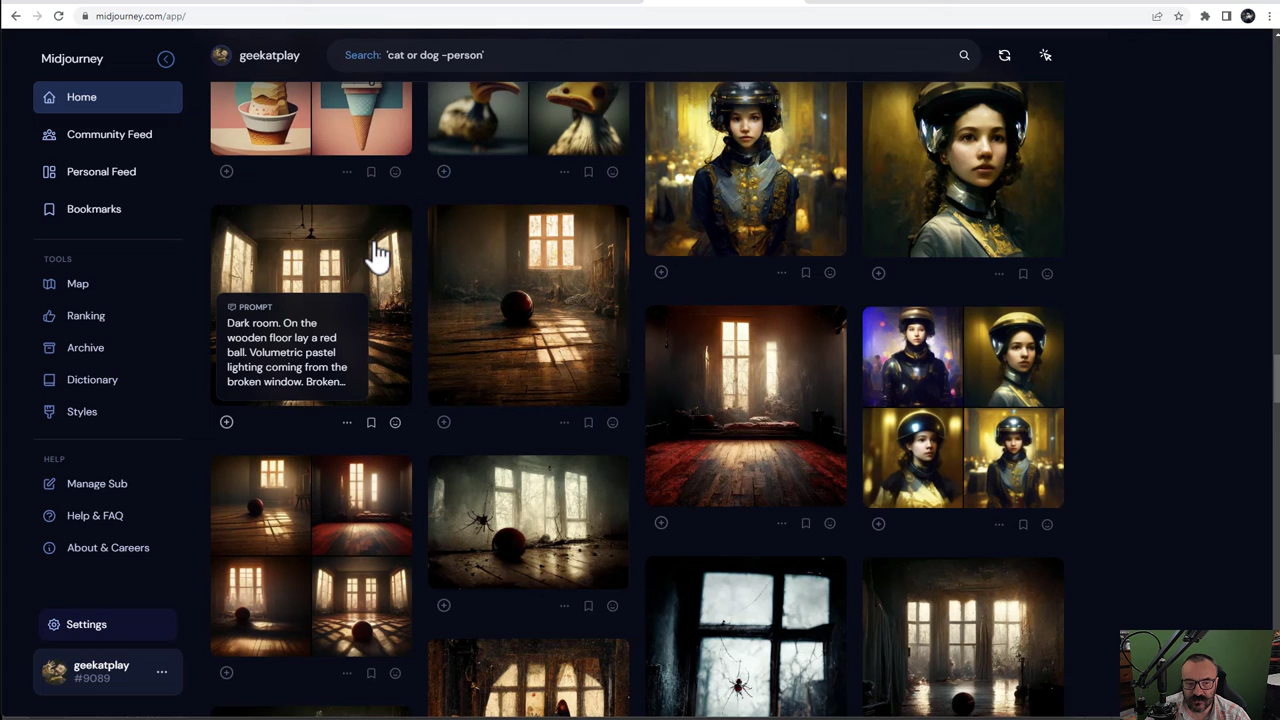 midjourney.com/app/
Midjourney
geekatplay
Search: 'cat or dog -person'
Home
Community Feed
Personal Feed
Bookmarks
TOOLS
Map
Ranking
Archive
Dictionary
Styles
HELP
Manage Sub
Help & FAQ
About & Careers
Settings
geekatplay
#9089
PROMPT
Dark room. On the
wooden floor lay a red
ball. Volumetric pastel
lighting coming from the
broken window. Broken...